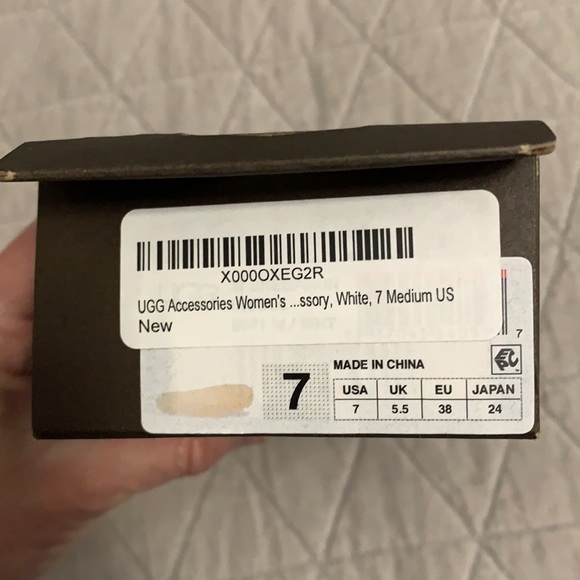 X000OXEG2R
UGG Accessories Women's ...ssory, White, 7 Medium US
New
7
MADE IN CHINA
7
USA UK EU JAPAN
7 5.5 38 24